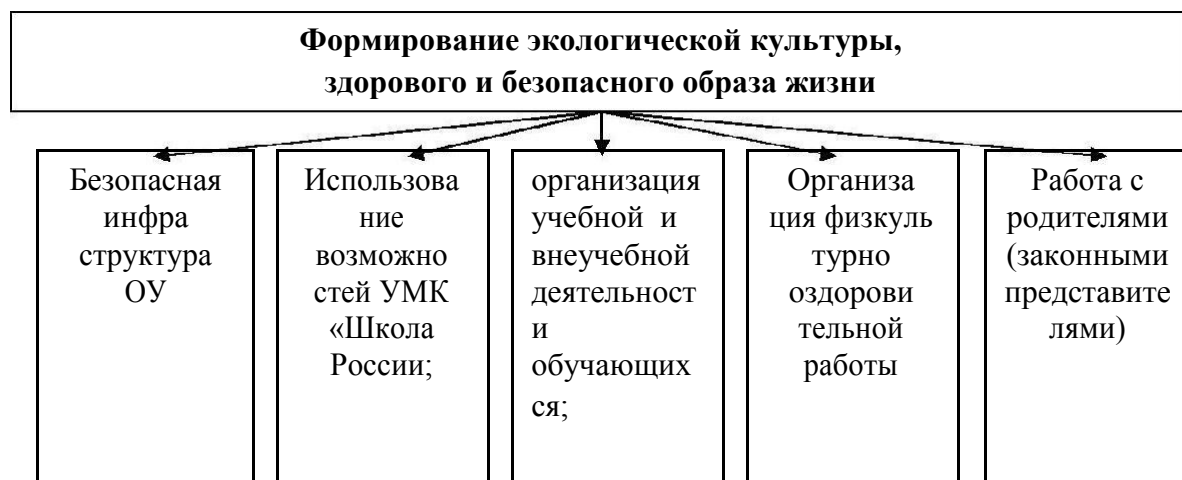 Формирование экологической культуры,
здорового и безопасного образа жизни
Безопасная
инфра
структура
ОУ
Использова
ние
возможно
стей УМК
«Школа
России;
организация
учебной и
внеучебной
деятельност
и
обучающих
ся;
Организа
ция физкуль
турно
оздорови
тельной
работы
Работа с
родителями
(законными
представите
лями)